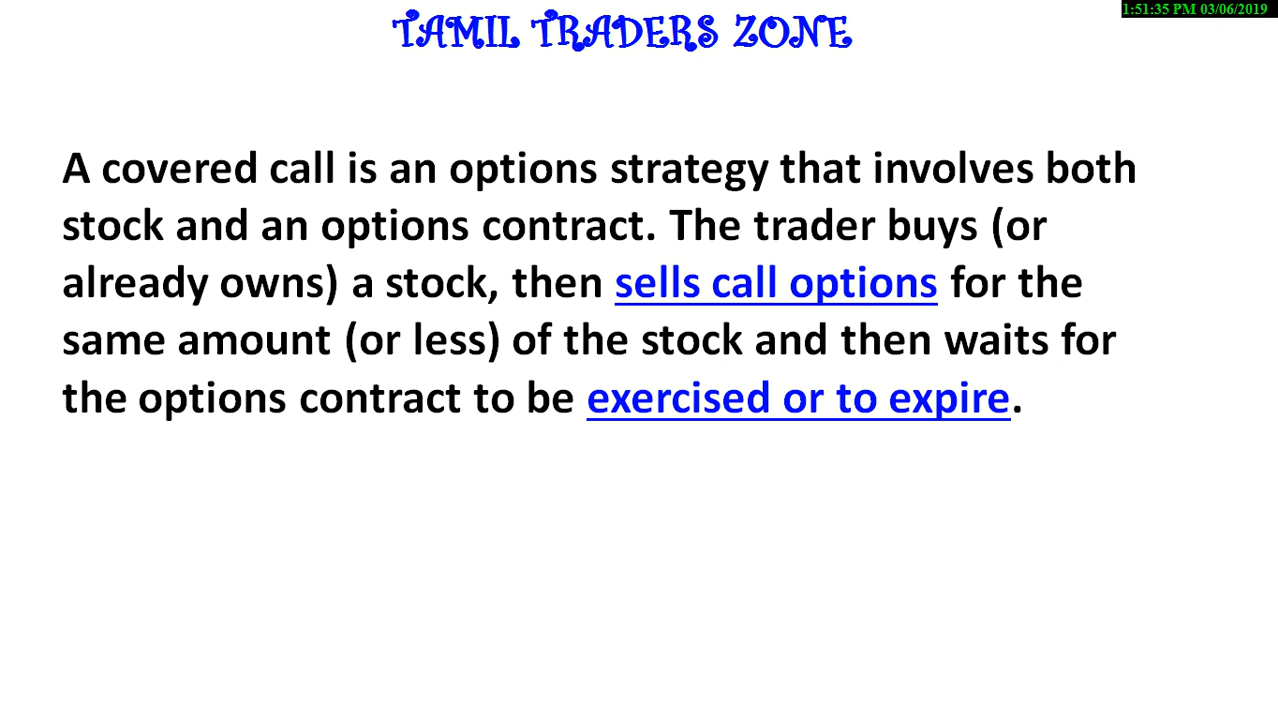 1:51:35 PM 03/06/2019
TAMIL TRADERS ZONE
A covered call is an options strategy that involves both
stock and an options contract. The trader buys (or
already owns) a stock, then sells call options for the
same amount (or less) of the stock and then waits for
the options contract to be exercised or to expire.